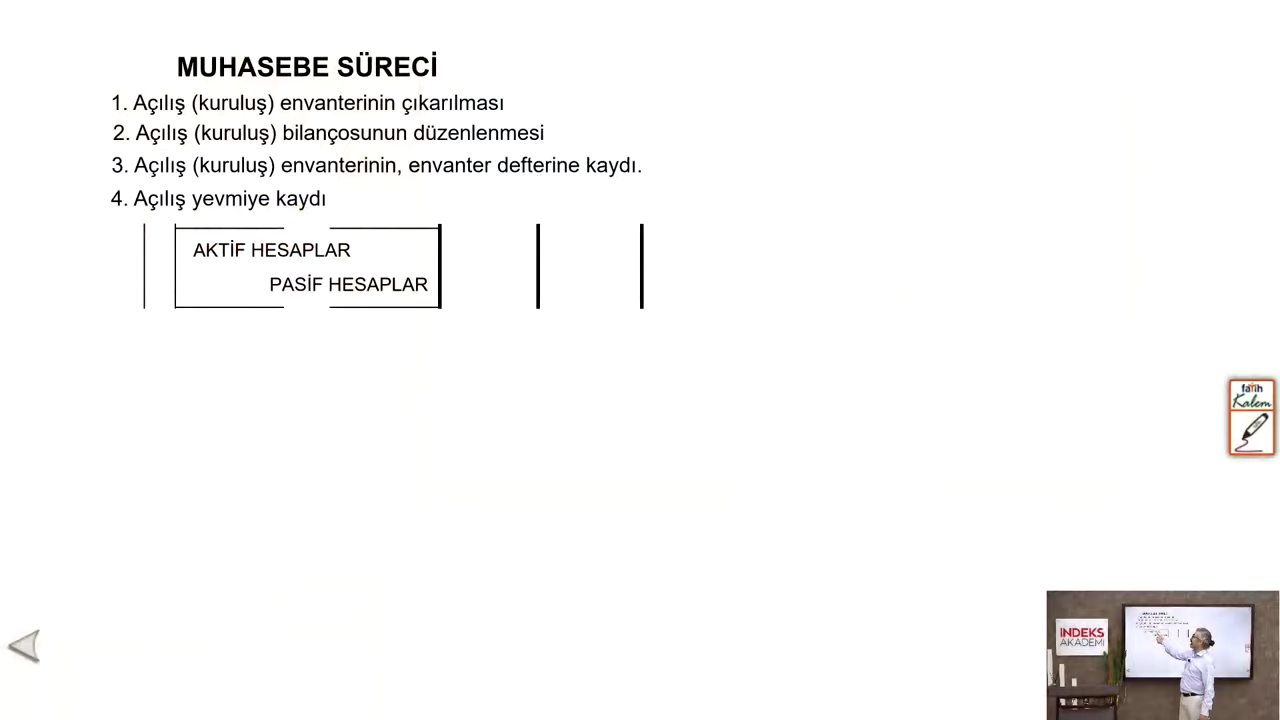 MUHASEBE SÜRECİ
1. Açılış (kuruluş) envanterinin çıkarılması
2. Açılış (kuruluş) bilançosunun düzenlenmesi
3. Açılış (kuruluş) envanterinin, envanter defterine kaydı.
4. Açılış yevmiye kaydı
AKTİF HESAPLAR
PASİF HESAPLAR
fatih
Kalem
INDEKS
AKADEMİ